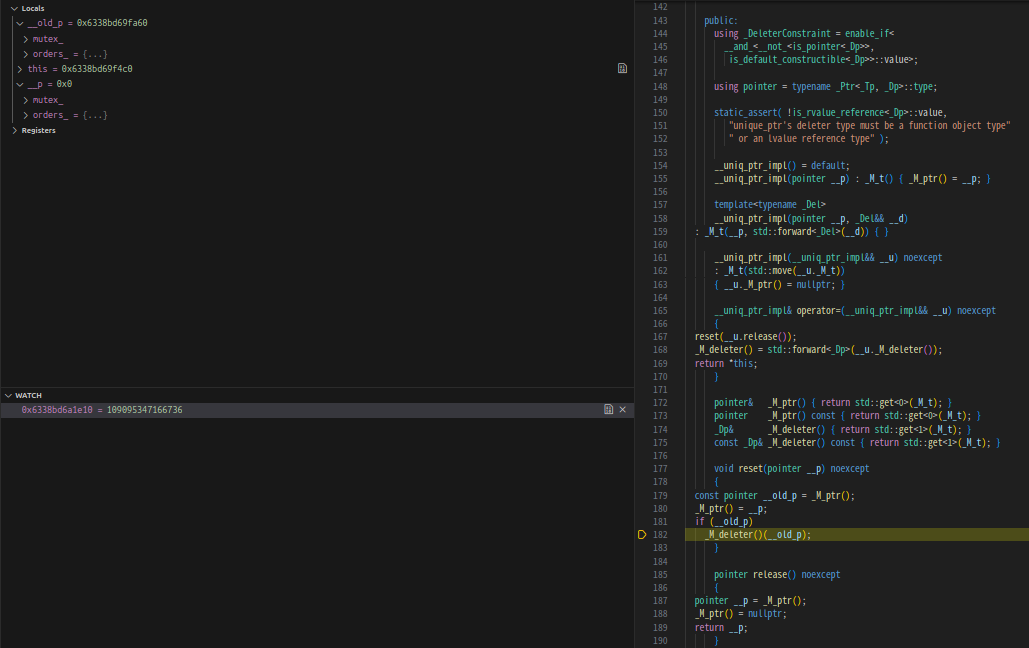 Locals
__old_p = 0x6338bd69fa60
mutex_
orders_ = {...}
this = 0x6338bd69f4c0
__p = 0x0
mutex_
orders_ = {...}
Registers
WATCH
0x6338bd6a1e10 = 109095347166736
142
143 public:
144 using _DeleterConstraint = enable_if<
145 __and_<__not_<is_pointer<_Dp>>,
146 is_default_constructible<_Dp>>::value>;
147
148 using pointer = typename _Ptr<_Tp, _Dp>::type;
149
150 static_assert( !is_rvalue_reference<_Dp>::value,
151 "unique_ptr's deleter type must be a function object type"
152 " or an lvalue reference type" );
153
154 __uniq_ptr_impl() = default;
155 __uniq_ptr_impl(pointer __p) : _M_t() { _M_ptr() = __p; }
156
157 template<typename _Del>
158 __uniq_ptr_impl(pointer __p, _Del&& __d)
159 : _M_t(__p, std::forward<_Del>(__d)) { }
160
161 __uniq_ptr_impl(__uniq_ptr_impl&& __u) noexcept
162 : _M_t(std::move(__u._M_t))
163 { __u._M_ptr() = nullptr; }
164
165 __uniq_ptr_impl& operator=(__uniq_ptr_impl&& __u) noexcept
166 {
167 reset(__u.release());
168 _M_deleter() = std::forward<_Dp>(__u._M_deleter());
169 return *this;
170 }
171
172 pointer& _M_ptr() { return std::get<0>(_M_t); }
173 pointer _M_ptr() const { return std::get<0>(_M_t); }
174 _Dp& _M_deleter() { return std::get<1>(_M_t); }
175 const _Dp& _M_deleter() const { return std::get<1>(_M_t); }
176
177 void reset(pointer __p) noexcept
178 {
179 const pointer __old_p = _M_ptr();
180 _M_ptr() = __p;
181 if (__old_p)
182 _M_deleter()(__old_p);
183 }
184
185 pointer release() noexcept
186 {
187 pointer __p = _M_ptr();
188 _M_ptr() = nullptr;
189 return __p;
190 }